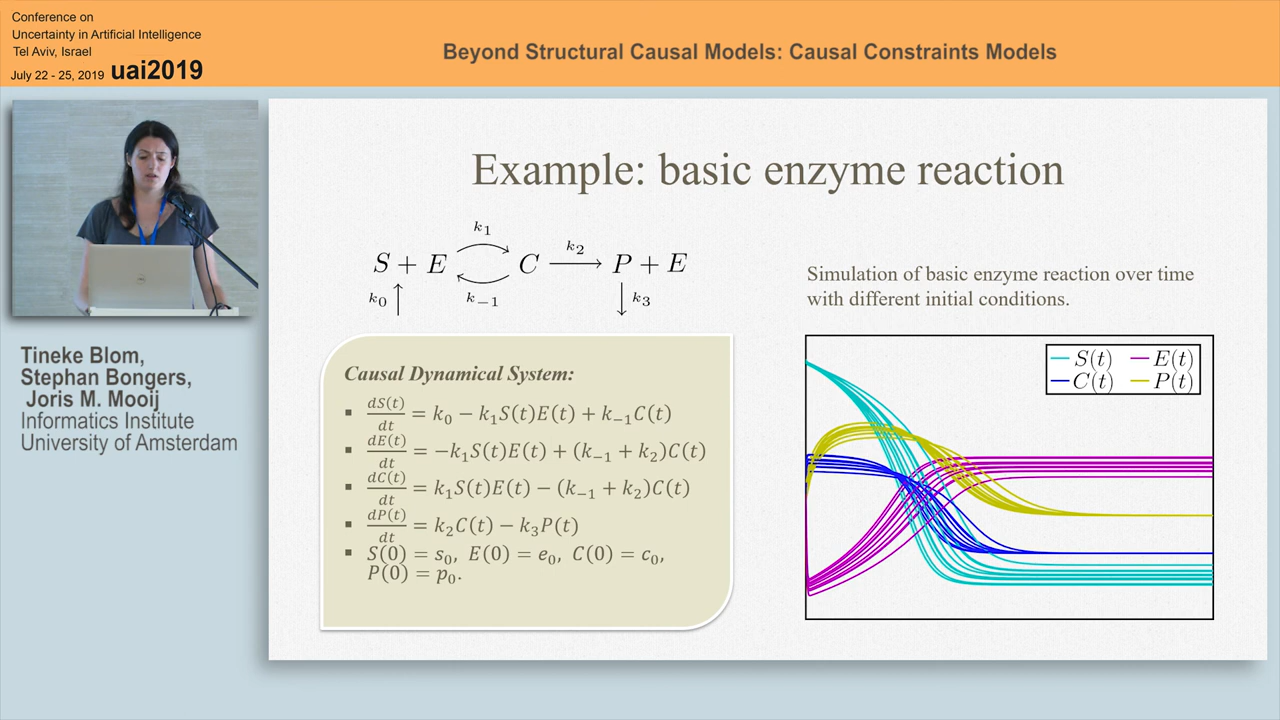 Conference on
Uncertainty in Artificial Intelligence
Tel Aviv, Israel
July 22 - 25, 2019 uai2019
Beyond Structural Causal Models: Causal Constraints Models
Tineke Blom,
Stephan Bongers,
Joris M. Mooij
Informatics Institute
University of Amsterdam
Example: basic enzyme reaction
k₁
S + E C k₂ P + E
k₀ k₋₁ k₃
Simulation of basic enzyme reaction over time
with different initial conditions.
Causal Dynamical System:
▪ dS(t)/dt = k₀ − k₁S(t)E(t) + k₋₁C(t)
▪ dE(t)/dt = −k₁S(t)E(t) + (k₋₁ + k₂)C(t)
▪ dC(t)/dt = k₁S(t)E(t) − (k₋₁ + k₂)C(t)
▪ dP(t)/dt = k₂C(t) − k₃P(t)
▪ S(0) = s₀, E(0) = e₀, C(0) = c₀,
P(0) = p₀.
S(t) E(t)
C(t) P(t)